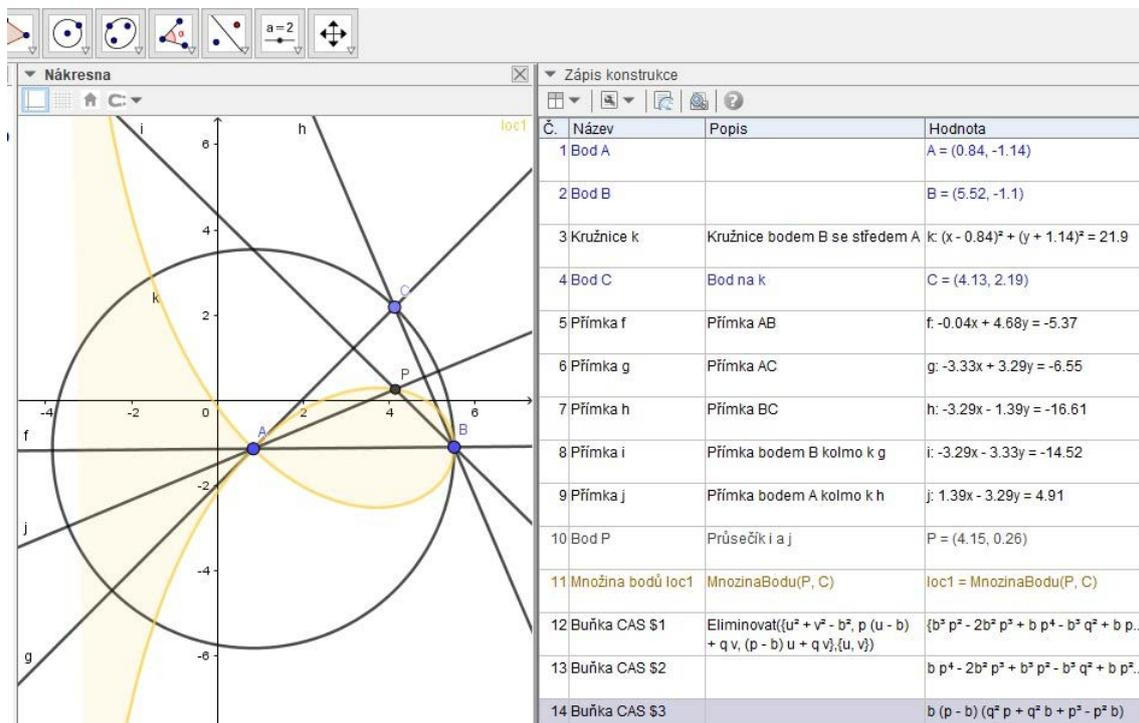 a = 2
Nákresna
Zápis konstrukce
i
h
loc1
6
4
k
2
C
P
-4
-2
0
2
4
6
f
A
B
-2
j
-4
g
-6
Č. Název Popis Hodnota
1 Bod A A = (0.84, -1.14)
2 Bod B B = (5.52, -1.1)
3 Kružnice k Kružnice bodem B se středem A k: (x - 0.84)² + (y + 1.14)² = 21.9
4 Bod C Bod na k C = (4.13, 2.19)
5 Přímka f Přímka AB f: -0.04x + 4.68y = -5.37
6 Přímka g Přímka AC g: -3.33x + 3.29y = -6.55
7 Přímka h Přímka BC h: -3.29x - 1.39y = -16.61
8 Přímka i Přímka bodem B kolmo k g i: -3.29x - 3.33y = -14.52
9 Přímka j Přímka bodem A kolmo k h j: 1.39x - 3.29y = 4.91
10 Bod P Průsečík i a j P = (4.15, 0.26)
11 Množina bodů loc1 MnozinaBodu(P, C) loc1 = MnozinaBodu(P, C)
12 Buňka CAS $1 Eliminovat({u² + v² - b², p (u - b) {b³ p² - 2b² p³ + b p⁴ - b³ q² + b p..
+ q v, (p - b) u + q v},{u, v})
13 Buňka CAS $2 b p⁴ - 2b² p³ + b³ p² - b³ q² + b p²..
14 Buňka CAS $3 b (p - b) (q² p + q² b + p³ - p² b)